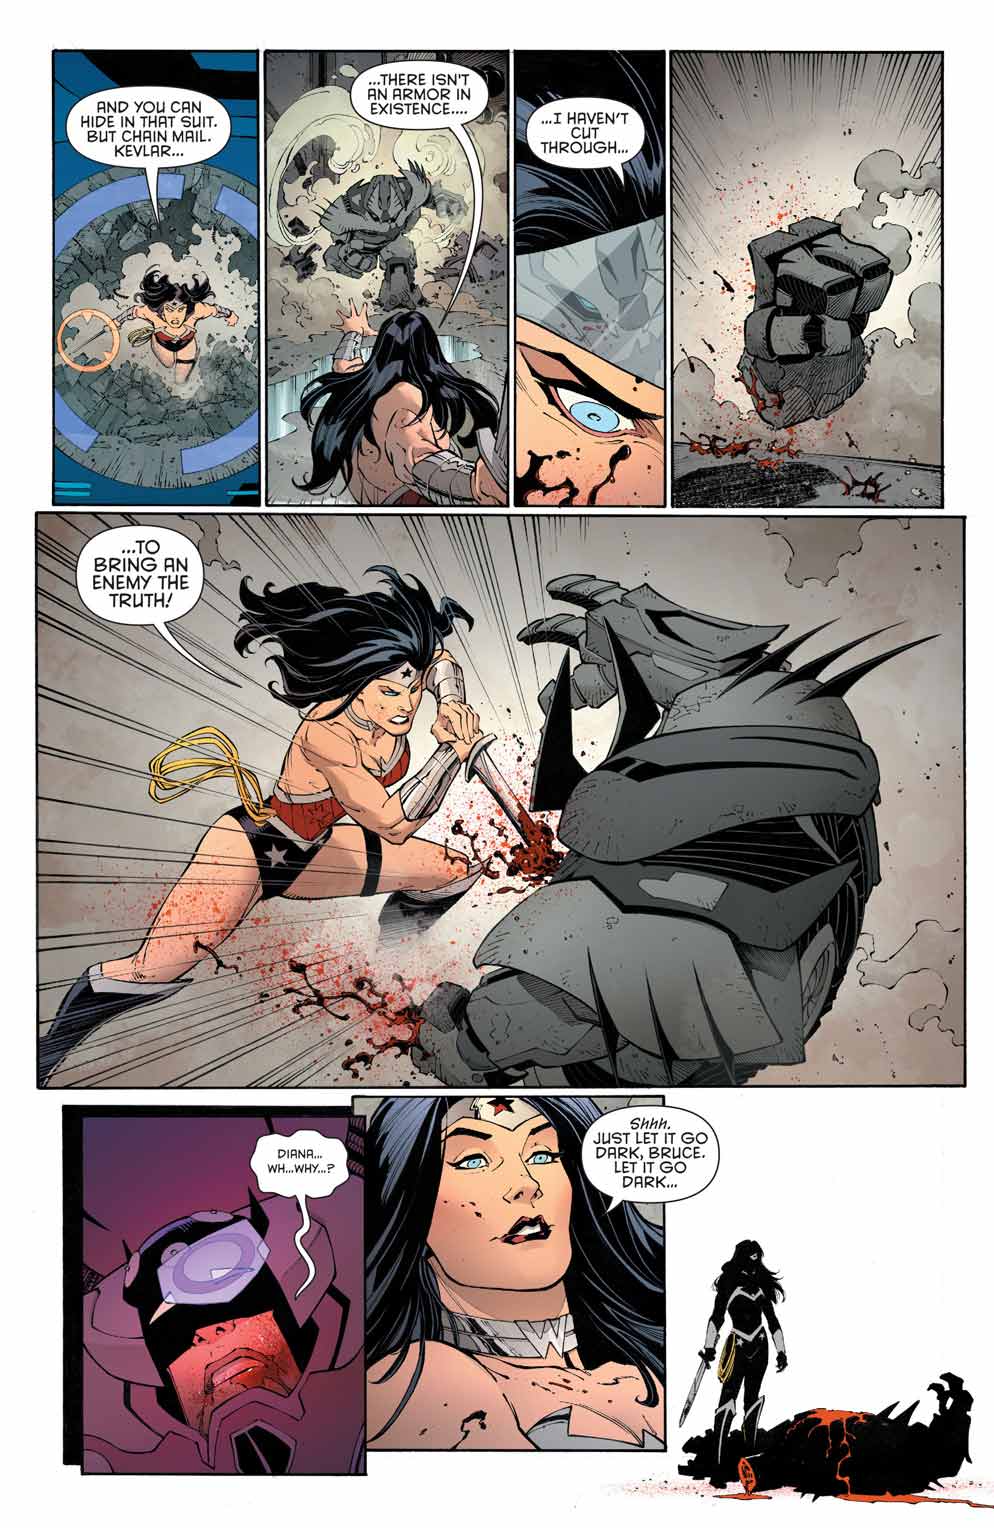 AND YOU CAN
HIDE IN THAT SUIT.
BUT CHAIN MAIL.
KEVLAR...
...THERE ISN'T
AN ARMOR IN
EXISTENCE....
...I HAVEN'T
CUT
THROUGH...
...TO
BRING AN
ENEMY THE
TRUTH!
DIANA...
WH...WHY...?
Shhh.
JUST LET IT GO
DARK, BRUCE.
LET IT GO
DARK...